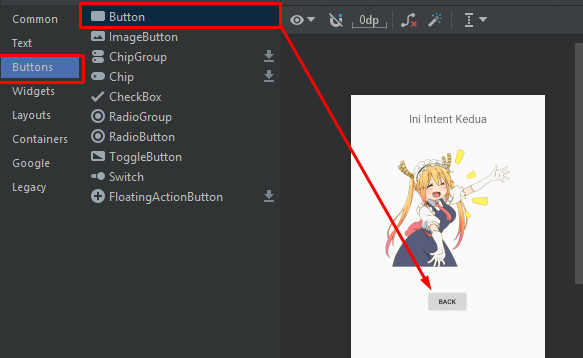 Common
Text
Buttons
Widgets
Layouts
Containers
Google
Legacy
Button
ImageButton
ChipGroup
Chip
CheckBox
RadioGroup
RadioButton
ToggleButton
Switch
FloatingActionButton
0dp
Ini Intent Kedua
BACK